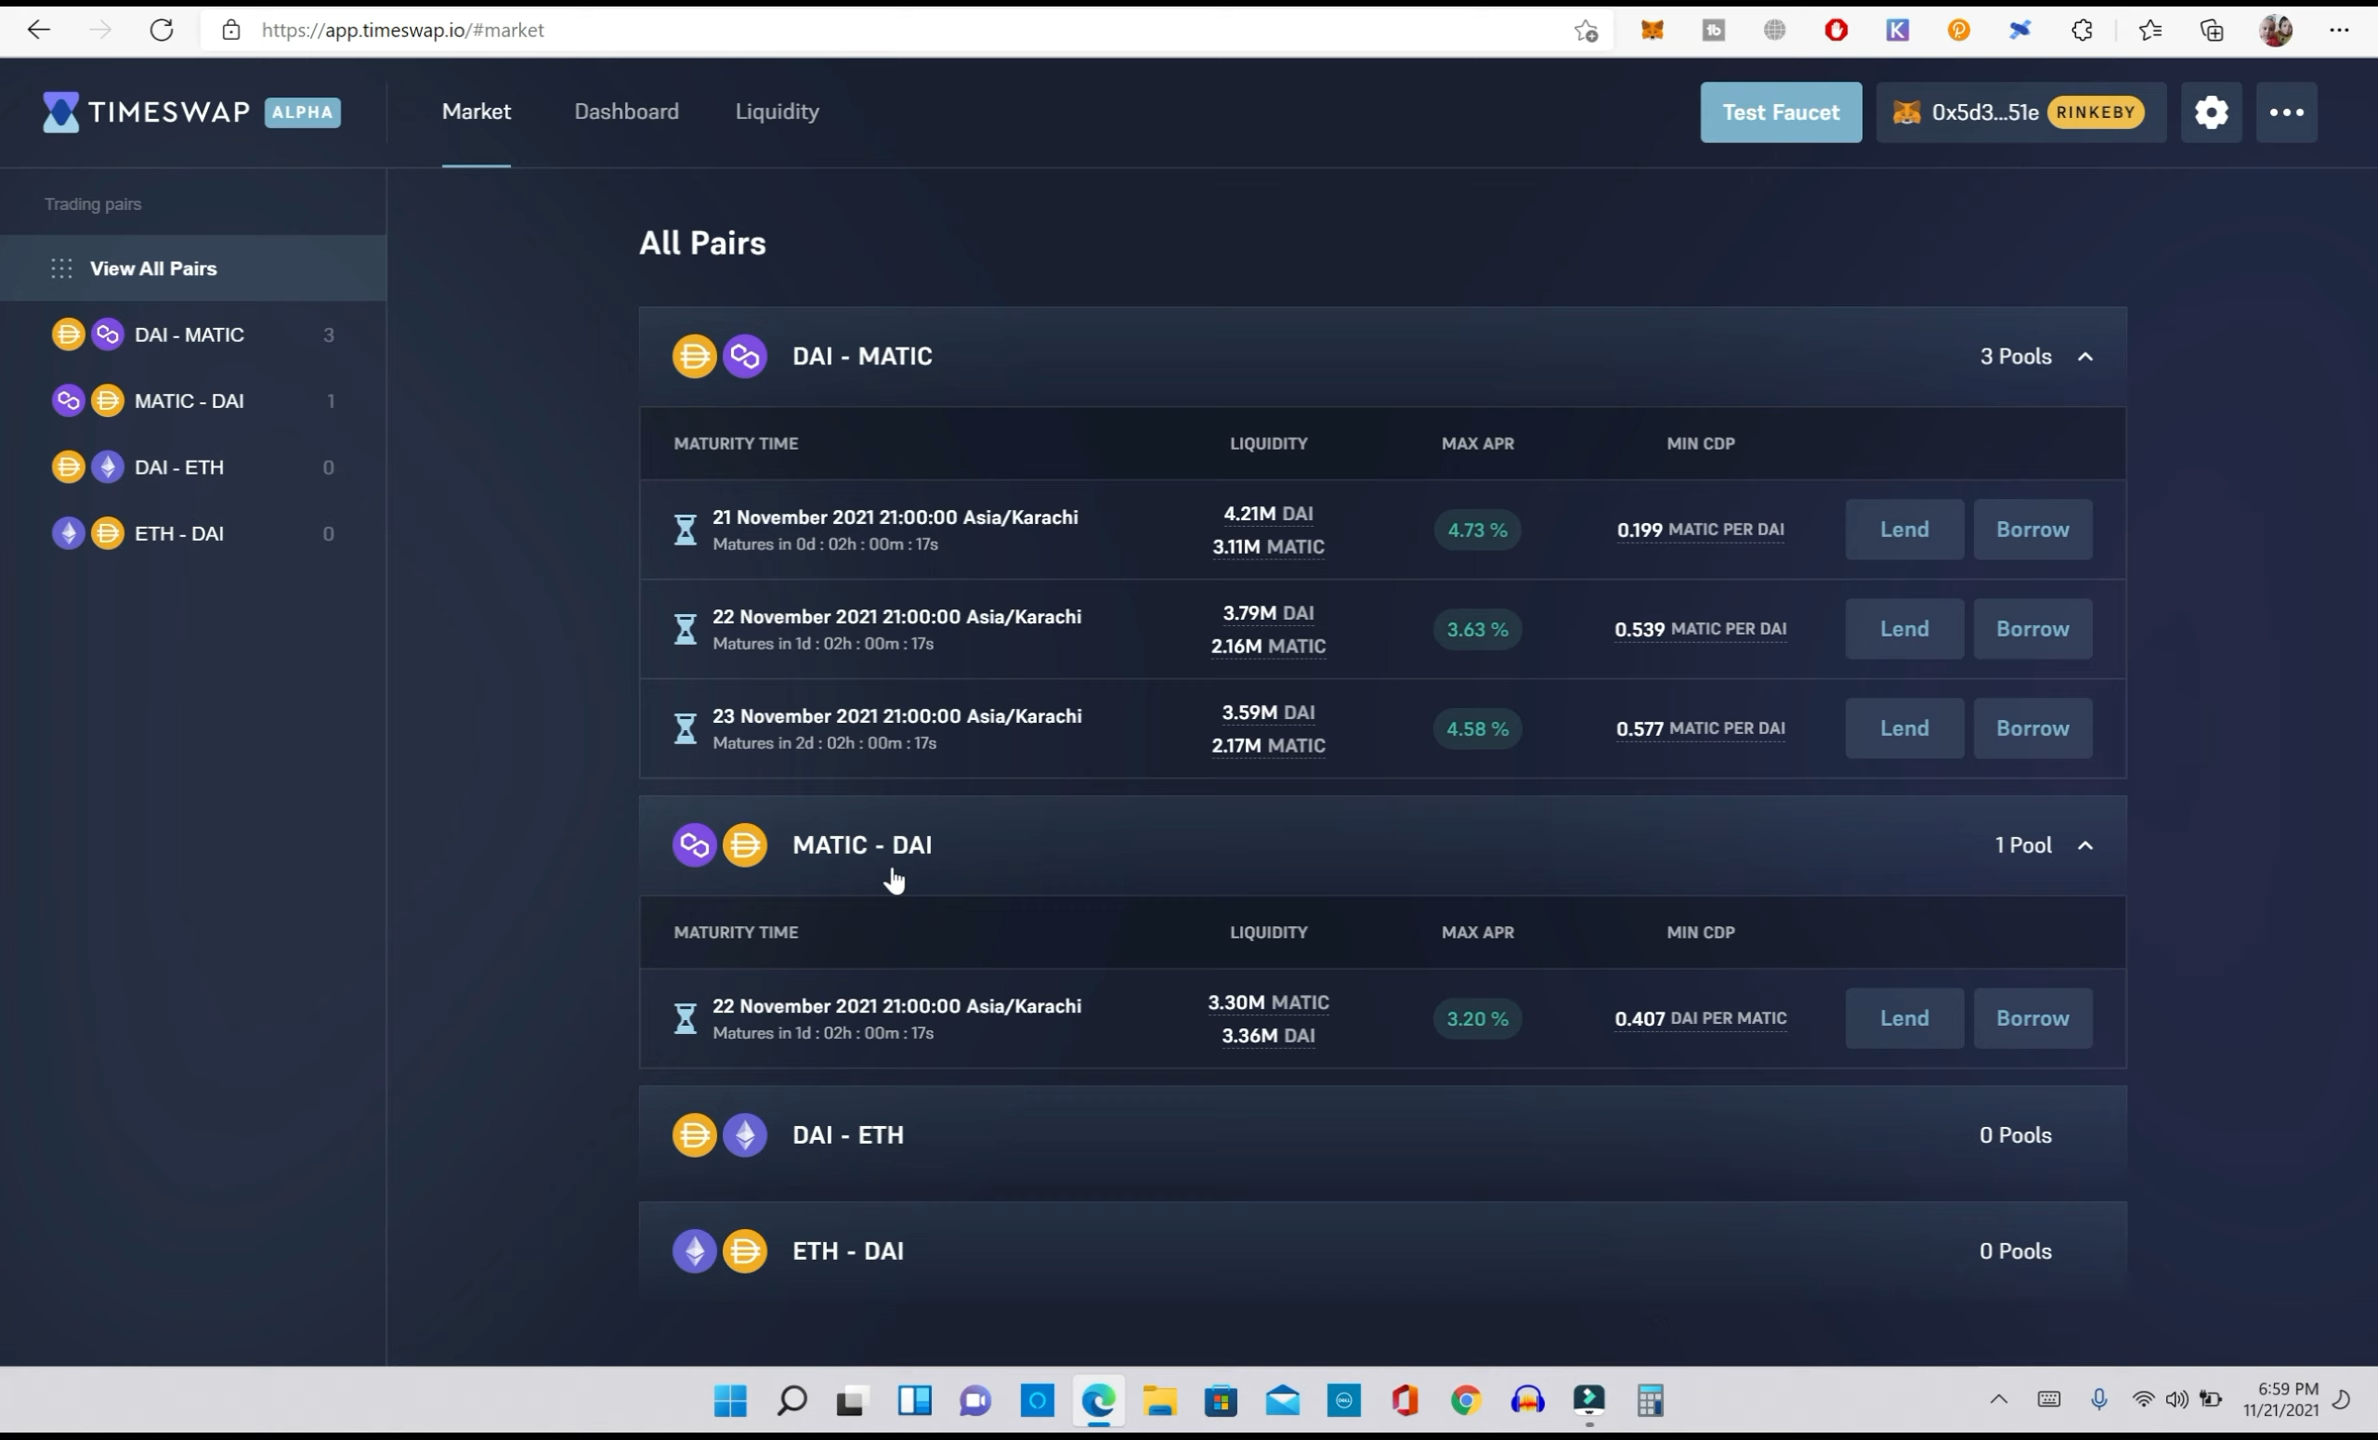 https://app.timeswap.io/#market
TIMESWAP ALPHA
Market Dashboard Liquidity
Test Faucet
0x5d3...51e RINKEBY
Trading pairs
View All Pairs
DAI - MATIC 3
MATIC - DAI 1
DAI - ETH 0
ETH - DAI 0
All Pairs
DAI - MATIC 3 Pools
MATURITY TIME LIQUIDITY MAX APR MIN CDP
21 November 2021 21:00:00 Asia/Karachi
Matures in 0d : 02h : 00m : 17s
4.21M DAI
3.11M MATIC
4.73 %
0.199 MATIC PER DAI
Lend Borrow
22 November 2021 21:00:00 Asia/Karachi
Matures in 1d : 02h : 00m : 17s
3.79M DAI
2.16M MATIC
3.63 %
0.539 MATIC PER DAI
Lend Borrow
23 November 2021 21:00:00 Asia/Karachi
Matures in 2d : 02h : 00m : 17s
3.59M DAI
2.17M MATIC
4.58 %
0.577 MATIC PER DAI
Lend Borrow
MATIC - DAI 1 Pool
MATURITY TIME LIQUIDITY MAX APR MIN CDP
22 November 2021 21:00:00 Asia/Karachi
Matures in 1d : 02h : 00m : 17s
3.30M MATIC
3.36M DAI
3.20 %
0.407 DAI PER MATIC
Lend Borrow
DAI - ETH 0 Pools
ETH - DAI 0 Pools
6:59 PM
11/21/2021